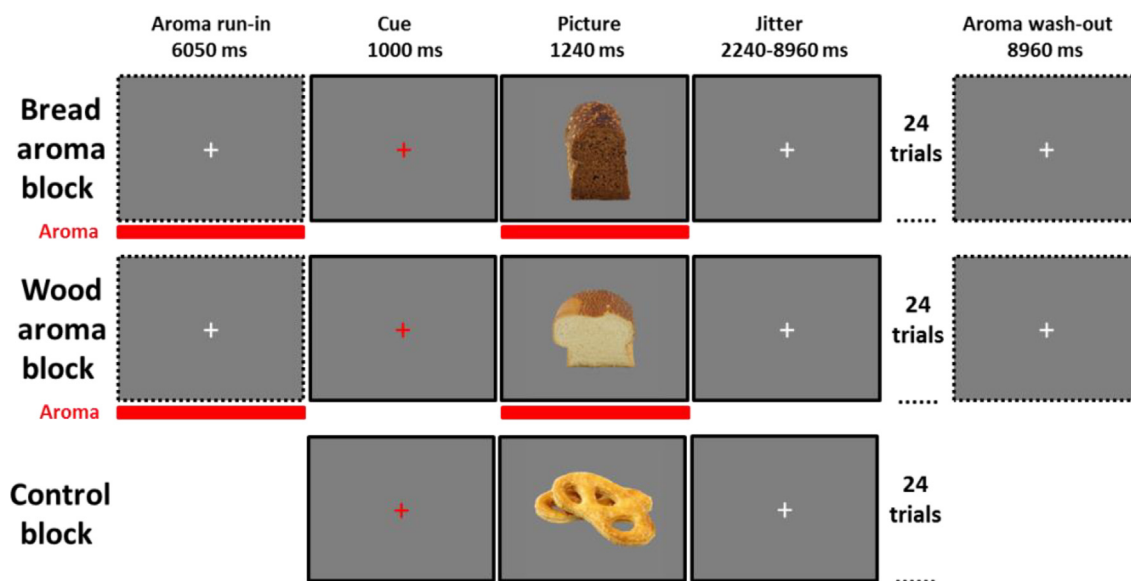 Aroma run-in
6050 ms
Cue
1000 ms
Picture
1240 ms
Jitter
2240-8960 ms
Aroma wash-out
8960 ms
Bread
aroma
block
24
trials
......
Aroma
Wood
aroma
block
24
trials
......
Aroma
Control
block
24
trials
......